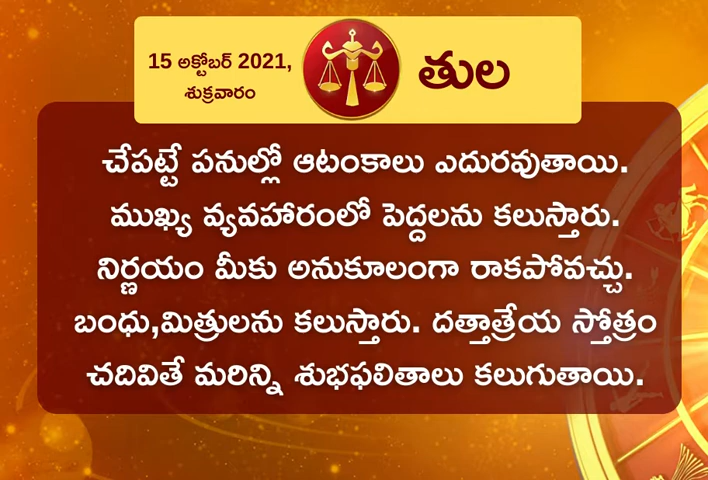 15 అక్టోబర్ 2021,
శుక్రవారం
తుల
చేపట్టే పనుల్లో ఆటంకాలు ఎదురవుతాయి.
ముఖ్య వ్యవహారంలో పెద్దలను కలుస్తారు.
నిర్ణయం మీకు అనుకూలంగా రాకపోవచ్చు.
బంధు,మిత్రులను కలుస్తారు. దత్తాత్రేయ స్తోత్రం
చదివితే మరిన్ని శుభఫలితాలు కలుగుతాయి.